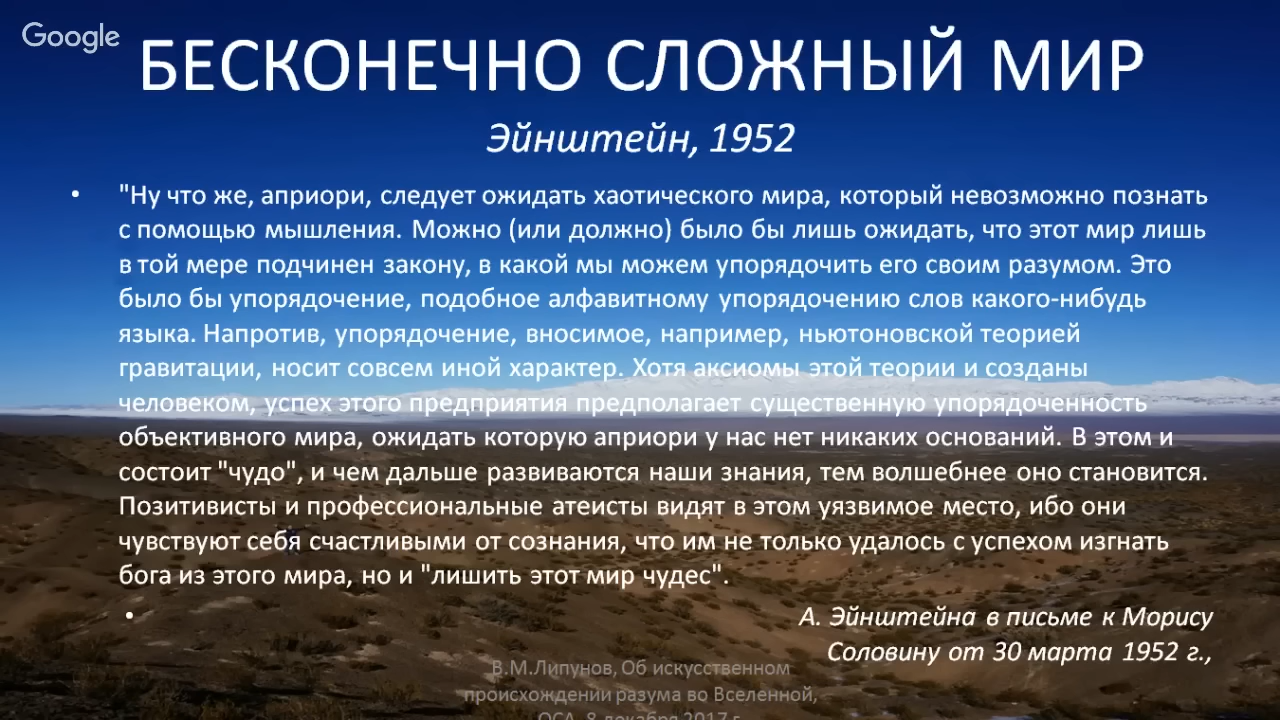 Google
БЕСКОНЕЧНО СЛОЖНЫЙ МИР
Эйнштейн, 1952
• "Ну что же, априори, следует ожидать хаотического мира, который невозможно познать
с помощью мышления. Можно (или должно) было бы лишь ожидать, что этот мир лишь
в той мере подчинен закону, в какой мы можем упорядочить его своим разумом. Это
было бы упорядочение, подобное алфавитному упорядочению слов какого-нибудь
языка. Напротив, упорядочение, вносимое, например, ньютоновской теорией
гравитации, носит совсем иной характер. Хотя аксиомы этой теории и созданы
человеком, успех этого предприятия предполагает существенную упорядоченность
объективного мира, ожидать которую априори у нас нет никаких оснований. В этом и
состоит "чудо", и чем дальше развиваются наши знания, тем волшебнее оно становится.
Позитивисты и профессиональные атеисты видят в этом уязвимое место, ибо они
чувствуют себя счастливыми от сознания, что им не только удалось с успехом изгнать
бога из этого мира, но и "лишить этот мир чудес".
• А. Эйнштейна в письме к Морису
Соловину от 30 марта 1952 г.,
В.М.Липунов, Об искусственном
происхождении разума во Вселенной,
ОСА, 8 декабря 2017 г.